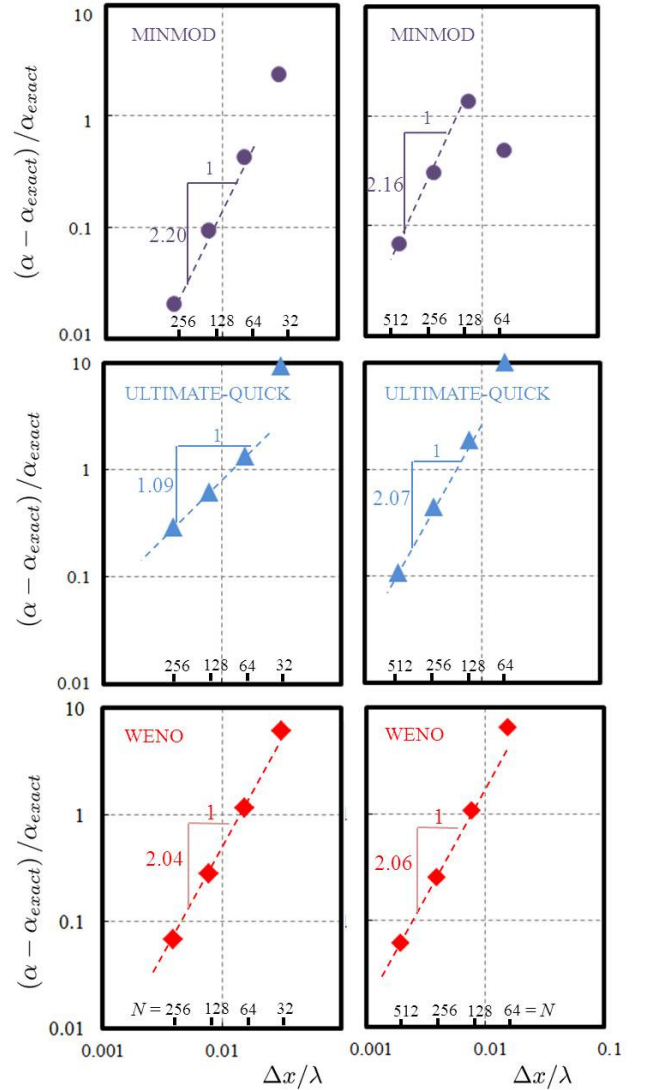 10
MINMOD
MINMOD
1
1
1
2.20
2.16
0.1
0.01
256 128 64 32
512 256 128 64
(α − α_exact)/α_exact
10
ULTIMATE-QUICK
ULTIMATE-QUICK
1
1
1
1.09
2.07
0.1
0.01
256 128 64 32
512 256 128 64
(α − α_exact)/α_exact
10
WENO
WENO
1
1
1
2.04
2.06
0.1
0.01
N = 256 128 64 32
512 256 128 64 = N
(α − α_exact)/α_exact
0.001 0.01
0.001 0.01 0.1
Δx/λ
Δx/λ